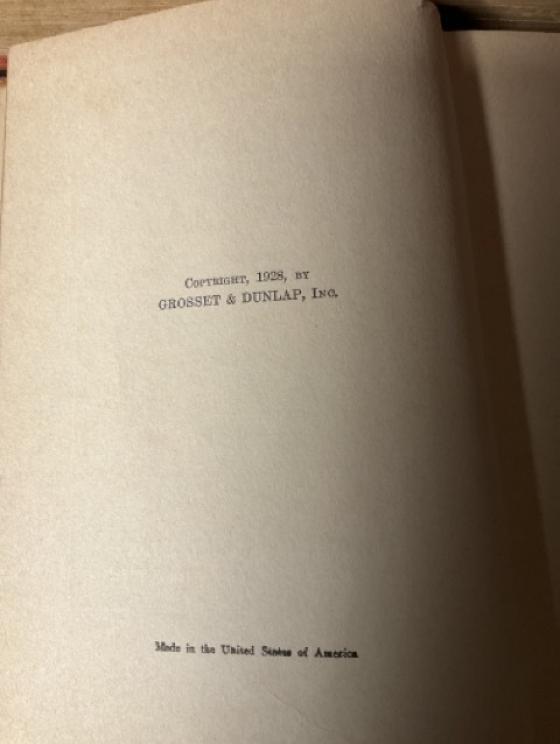 COPYRIGHT, 1928, BY
GROSSET & DUNLAP, INC.
Made in the United States of America